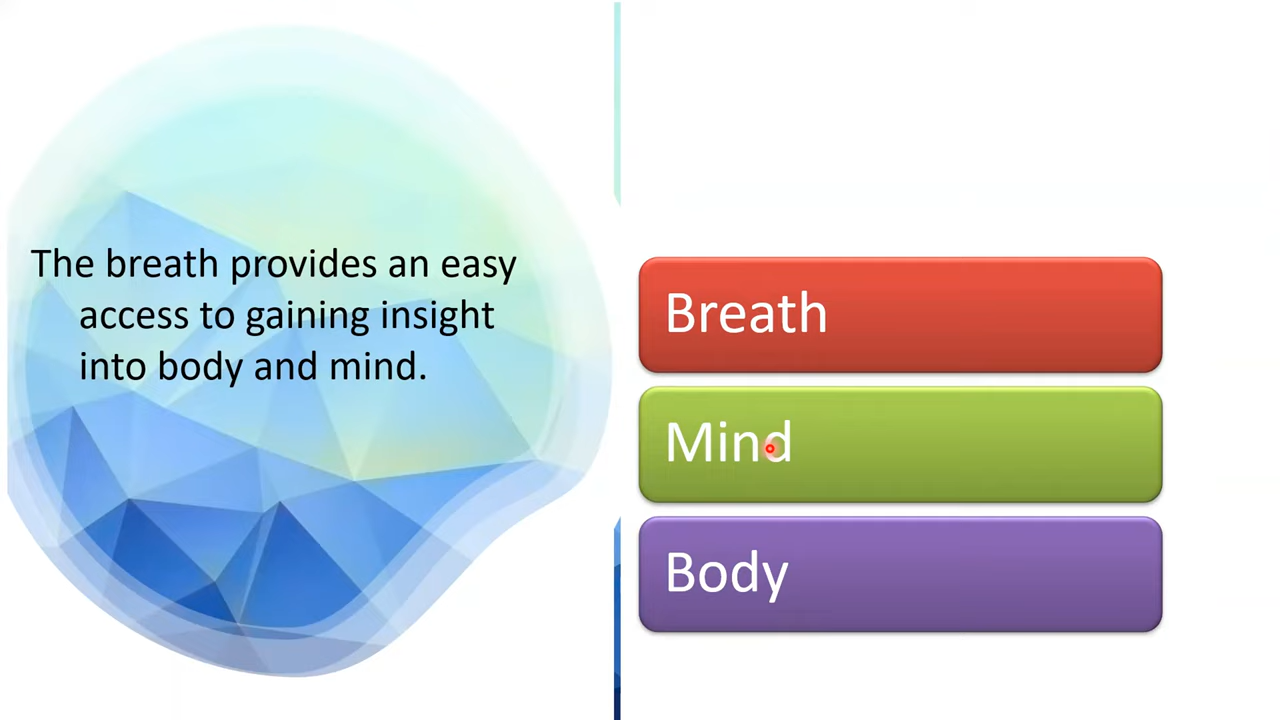 The breath provides an easy
access to gaining insight
into body and mind.
Breath
Mind
Body